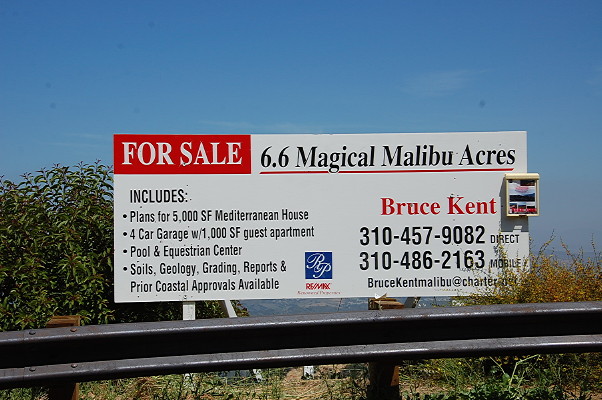 FOR SALE 6.6 Magical Malibu Acres
INCLUDES:
• Plans for 5,000 SF Mediterranean House
• 4 Car Garage w/1,000 SF guest apartment
• Pool & Equestrian Center
• Soils, Geology, Grading, Reports &
Prior Coastal Approvals Available
RE/MAX
Bruce Kent
310-457-9082 DIRECT
310-486-2163 MOBILE